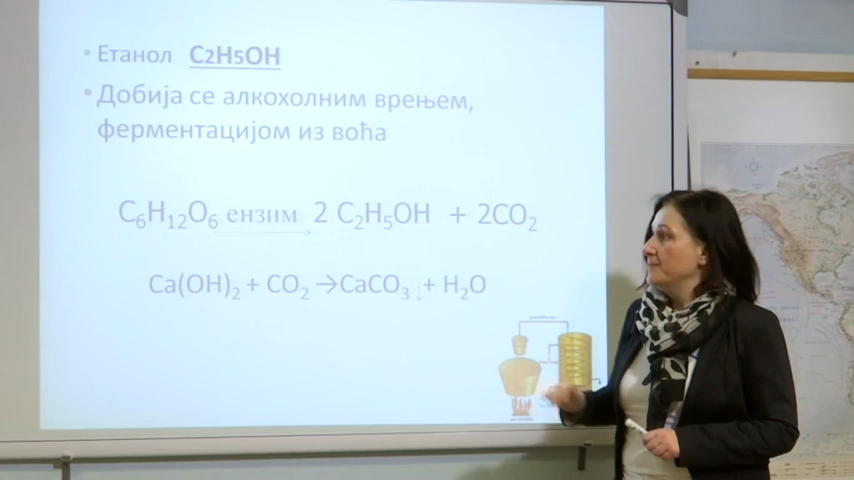 • Етанол C2H5OH
• Добија се алкохолним врењем,
ферментацијом из воћа
C₆H₁₂O₆ ензим 2 C₂H₅OH + 2CO₂
Ca(OH)₂ + CO₂ →CaCO₃ ↓+ H₂O